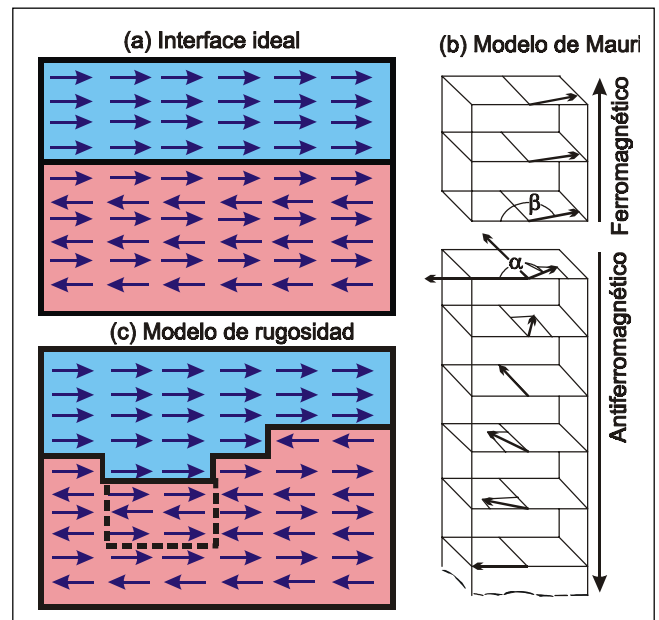 (a) Interface ideal
(b) Modelo de Mauri
Ferromagnético
β
α
Antiferromagnético
(c) Modelo de rugosidad